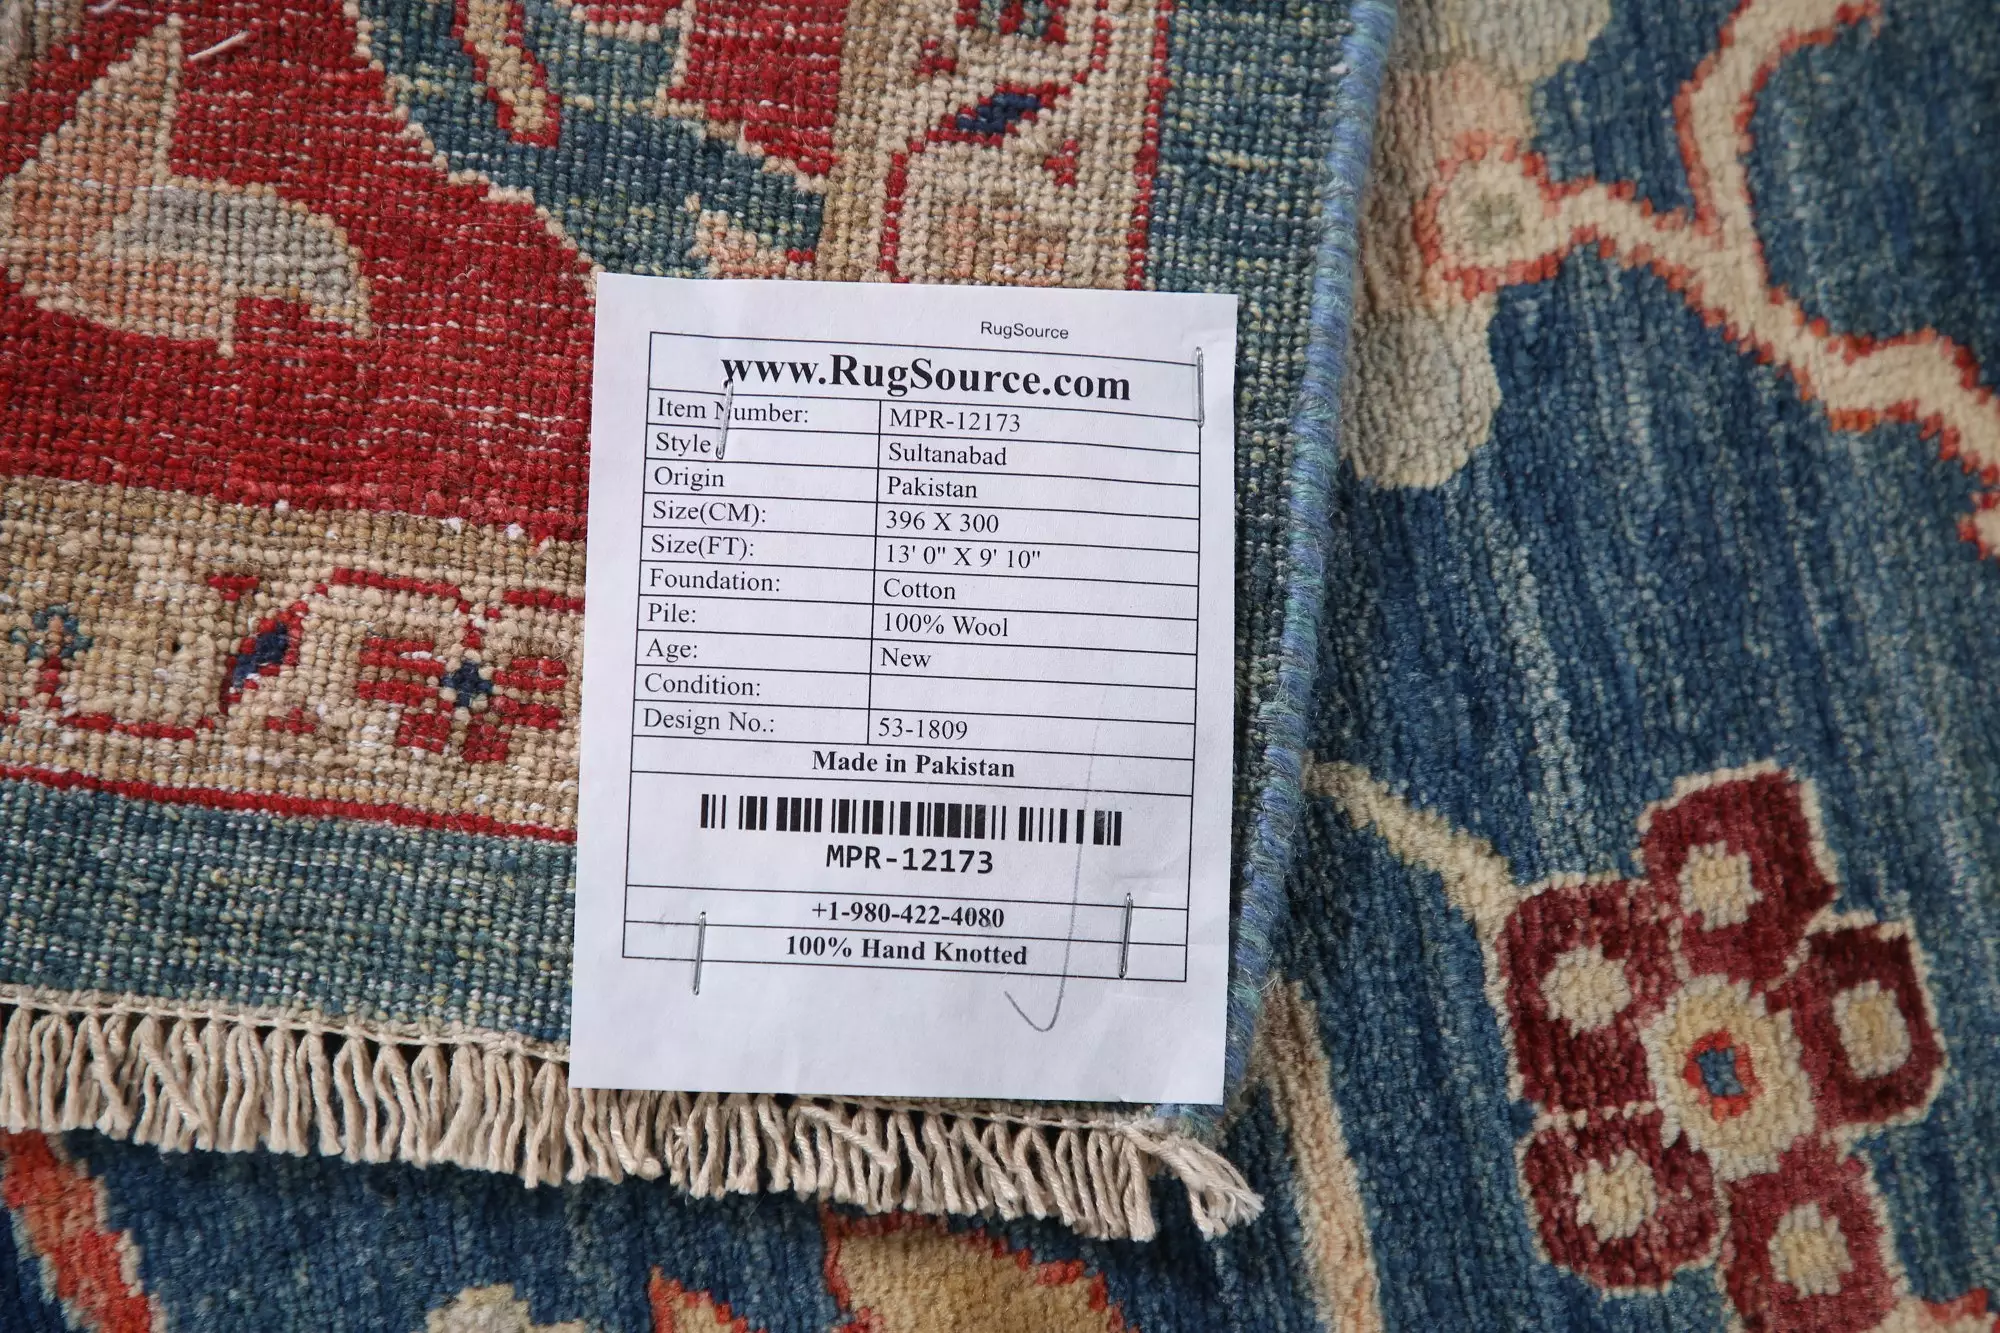 RugSource
www.RugSource.com
Item Number: MPR-12173
Style Sultanabad
Origin Pakistan
Size(CM): 396 X 300
Size(FT): 13' 0" X 9' 10"
Foundation: Cotton
Pile: 100% Wool
Age: New
Condition:
Design No.: 53-1809
Made in Pakistan
MPR-12173
+1-980-422-4080
100% Hand Knotted